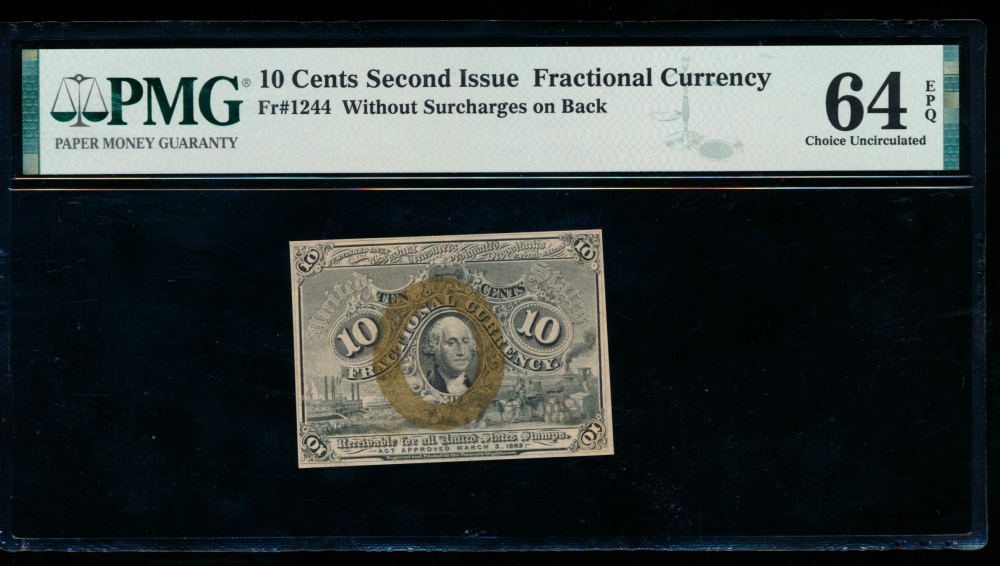 PMG®
PAPER MONEY GUARANTY
10 Cents Second Issue Fractional Currency
Fr#1244 Without Surcharges on Back
64 EPQ
Choice Uncirculated
10
10
United States
TEN CENTS
10
10
FRACTIONAL CURRENCY.
Receivable for all United States Stamps.
ACT APPROVED MARCH 3, 1863
10
10